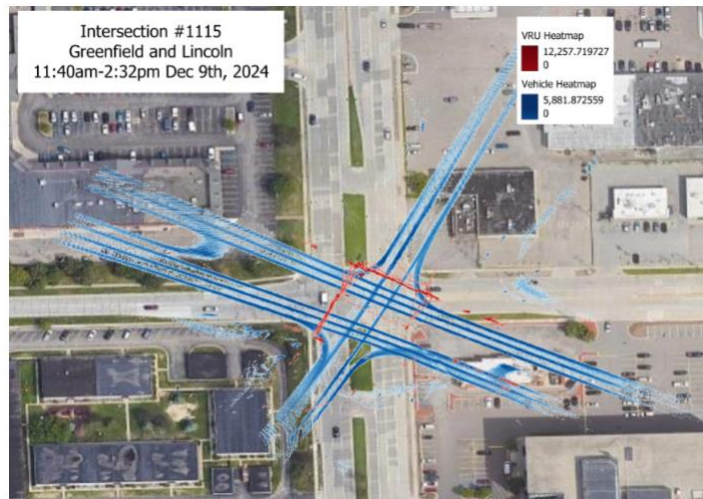 Intersection #1115
Greenfield and Lincoln
11:40am-2:32pm Dec 9th, 2024
VRU Heatmap
12,257.719727
0
Vehicle Heatmap
5,881.872559
0